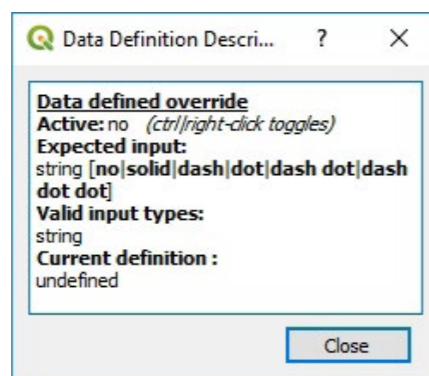 Data Definition Descri...
Data defined override
Active: no (ctrl|right-click toggles)
Expected input:
string [no|solid|dash|dot|dash dot|dash
dot dot]
Valid input types:
string
Current definition :
undefined
Close